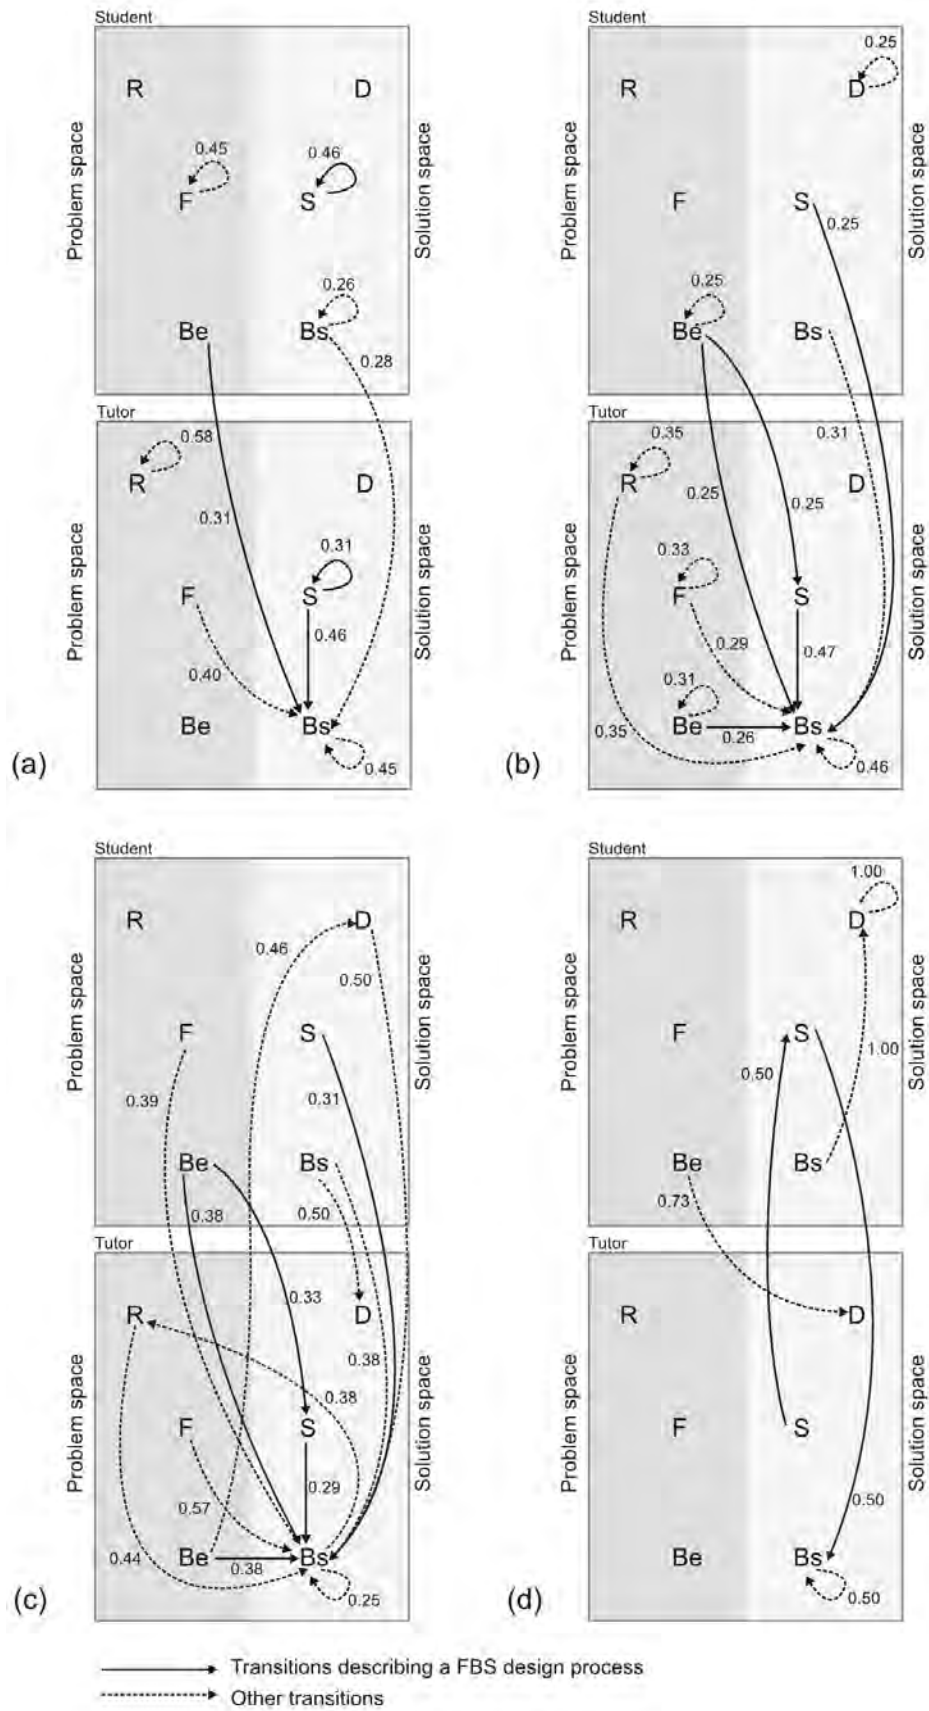 Student
Student
0.25
R
D
R
D
0.45
0.46
Problem space
F
S
Solution space
Problem space
F
S
Solution space
0.25
0.26
0.25
Be
Bs
Be
Bs
0.28
Tutor
Tutor
0.58
0.35
0.31
R
D
R
D
0.31
0.25
0.25
Problem space
0.31
Solution space
Problem space
0.33
Solution space
F
S
F
S
0.46
0.29
0.47
0.40
0.31
Be
Bs
Be
Bs
0.35
0.26
(a)
0.45
(b)
0.46
Student
Student
1.00
R
D
R
D
0.46
0.50
Problem space
F
S
Solution space
Problem space
F
S
Solution space
0.50
1.00
0.39
0.31
Be
Bs
Be
Bs
0.38
0.50
0.73
Tutor
Tutor
0.33
R
D
R
D
0.38
0.38
Problem space
F
S
Solution space
Problem space
F
S
Solution space
0.29
0.57
0.50
0.44
Be
Bs
Be
Bs
0.38
(c)
0.25
(d)
0.50
Transitions describing a FBS design process
Other transitions